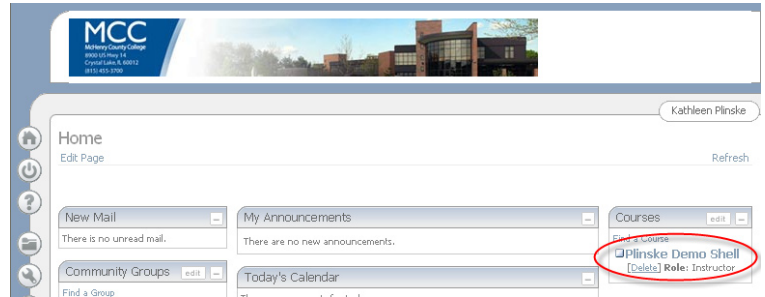 MCC
McHenry County College
8900 US Hwy 14
Crystal Lake, IL 60012
(815) 455-3700
Kathleen Plinske
Home
Edit Page
Refresh
New Mail
There is no unread mail.
Community Groups edit
Find a Group
My Announcements
There are no new announcements.
Today's Calendar
Courses edit
Find a Course
Plinske Demo Shell
[Delete] Role: Instructor